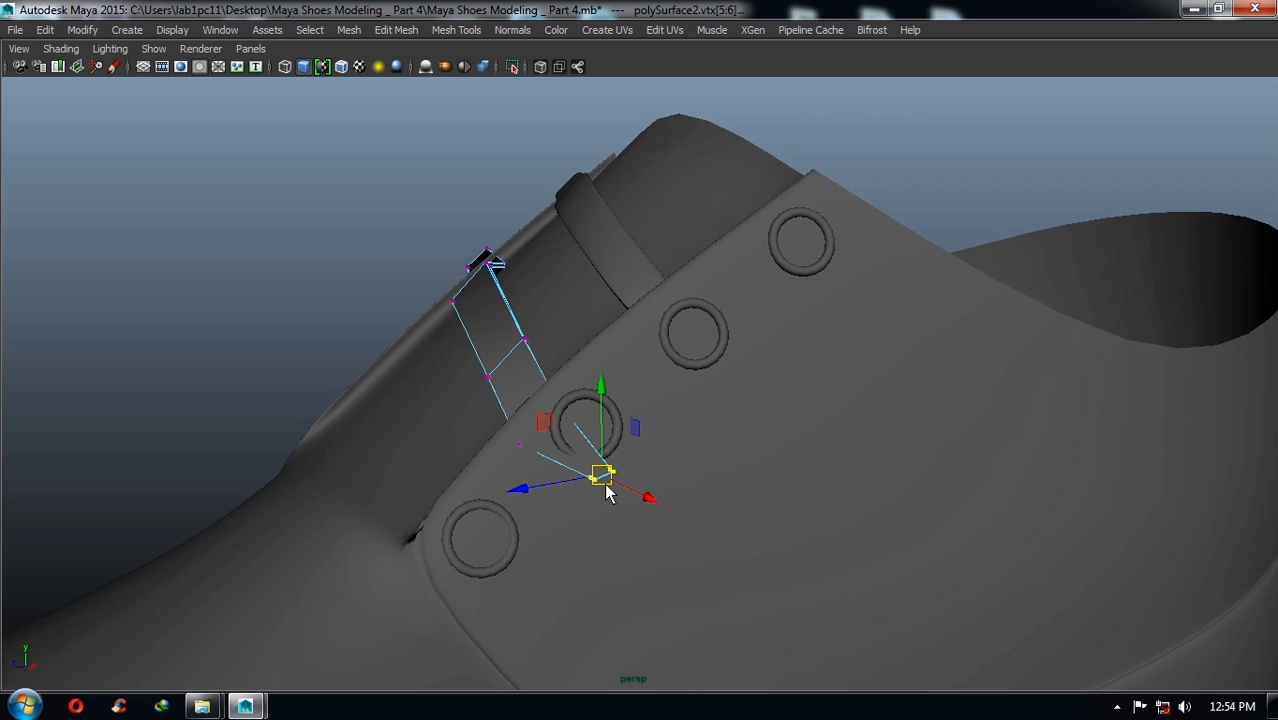 Autodesk Maya 2015: C:\Users\lab1pc11\Desktop\Maya Shoes Modeling _ Part 4\Maya Shoes Modeling _ Part 4.mb* --- polySurface2.vtx[5:6]...
File Edit Modify Create Display Window Assets Select Mesh Edit Mesh Mesh Tools Normals Color Create UVs Edit UVs Muscle XGen Pipeline Cache Bifrost Help
View Shading Lighting Show Renderer Panels
y
persp
12:54 PM